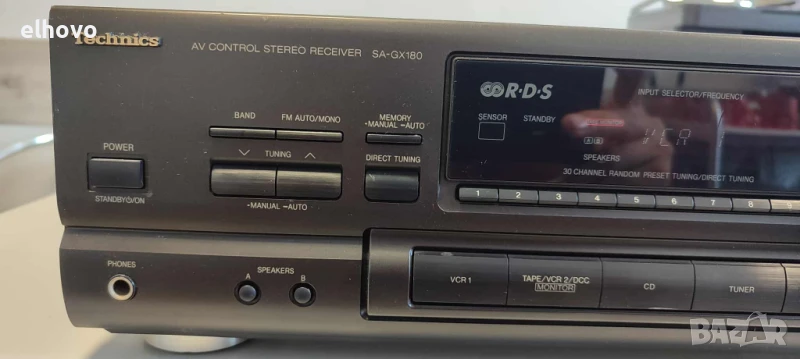 elhovo
Technics
AV CONTROL STEREO RECEIVER SA-GX180
R·D·S
INPUT SELECTOR/FREQUENCY
SENSOR STANDBY
VCR 1
SPEAKERS
30 CHANNEL RANDOM PRESET TUNING/DIRECT TUNING
BAND FM AUTO/MONO
MEMORY
-MANUAL -AUTO
TUNING DIRECT TUNING
-MANUAL -AUTO
POWER
STANDBY⏻/ON
1 2 3 4 5 6 7 8
PHONES
SPEAKERS
A B
VCR 1
TAPE/VCR 2/DCC
MONITOR
CD
TUNER
BAZAR